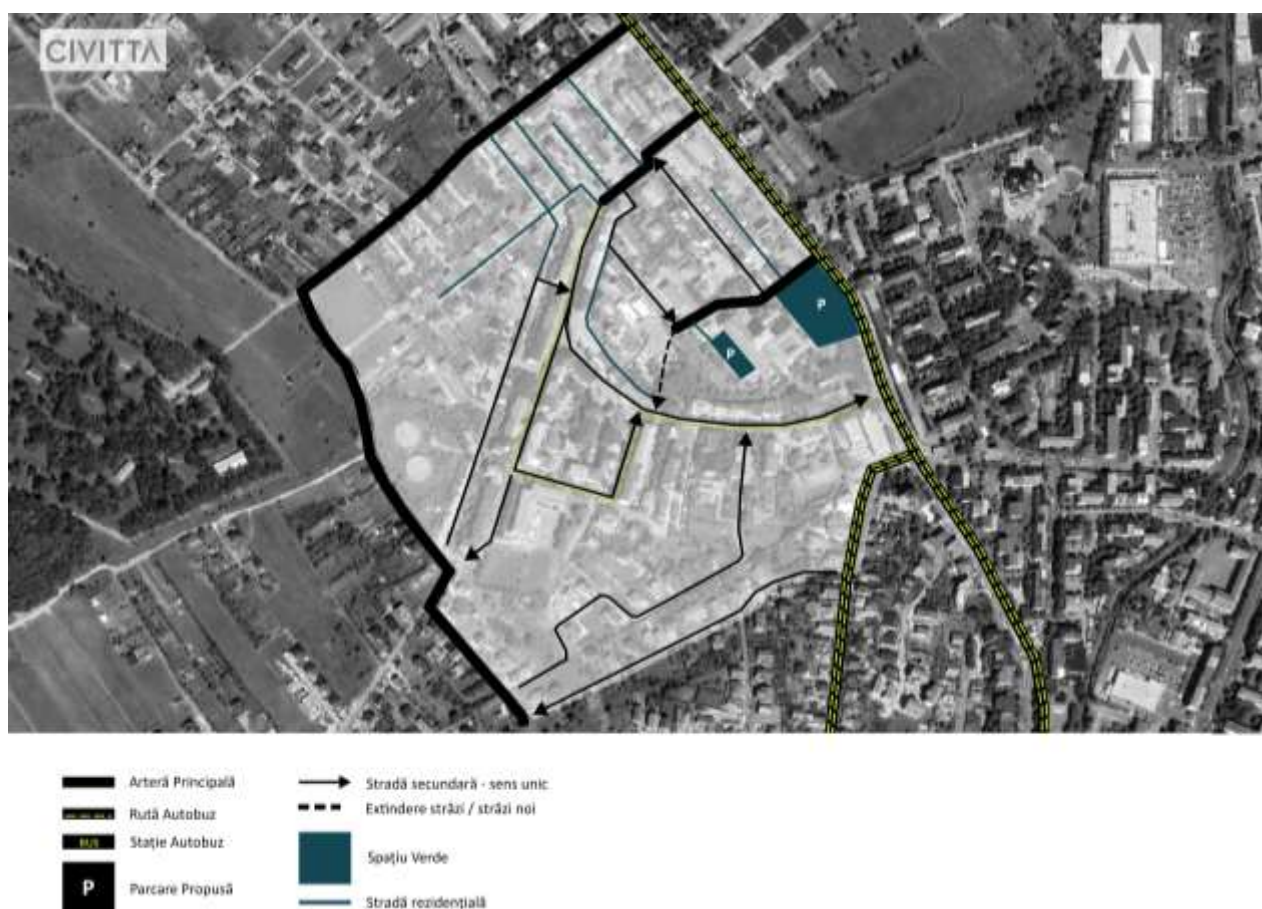 CIVITTA
P
P
Arteră Principală
Rută Autobuz
BUS
Stație Autobuz
P
Parcare Propusă
Stradă secundară - sens unic
Extindere străzi / străzi noi
Spațiu Verde
Stradă rezidențială